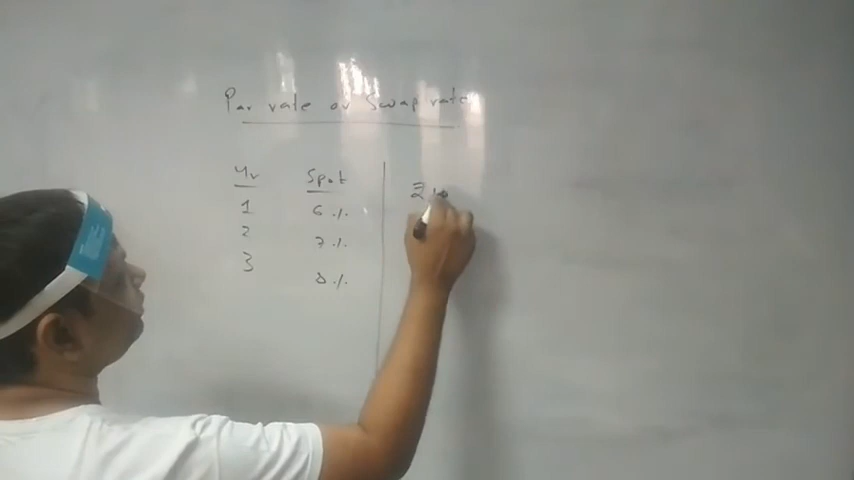 Par rate or Swap rate
Yr Spot
1 6 %
2 7 %
3 8 %